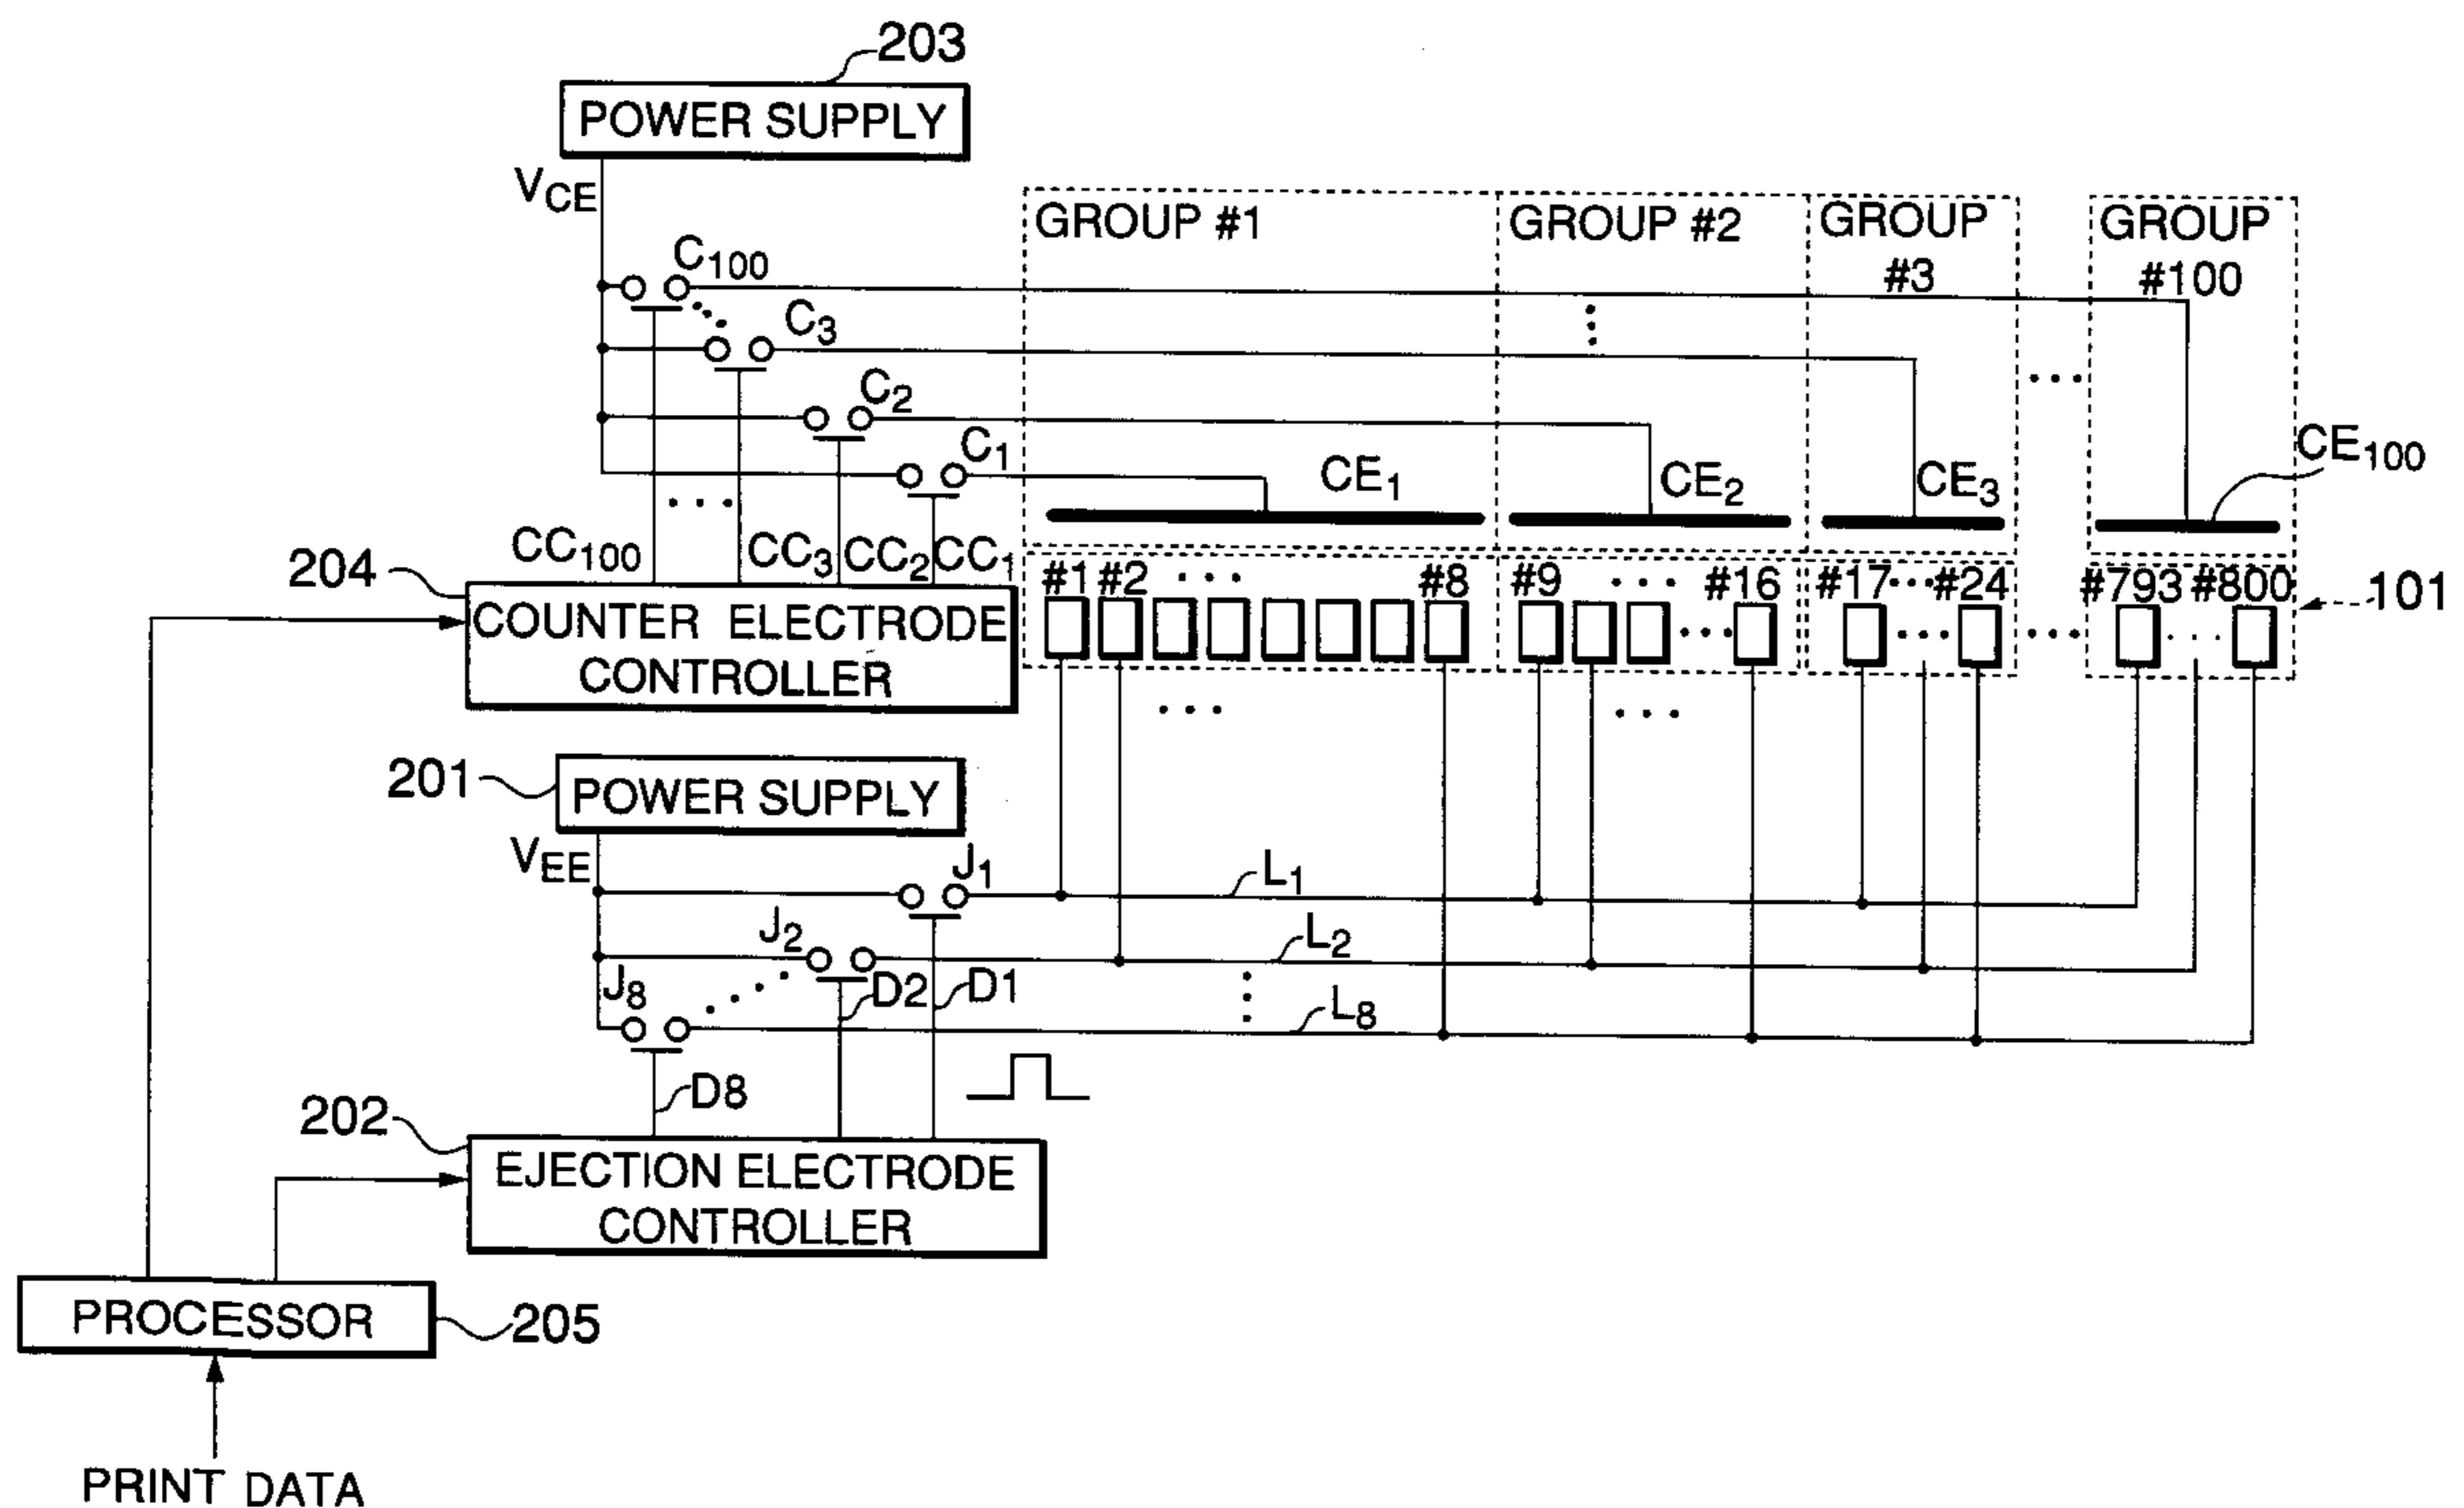 203
POWER SUPPLY
VCE
GROUP #1
GROUP #2
GROUP
#3
GROUP
#100
C100
C3
C2
C1
CE1
CE2
CE3
CE100
CC100
CC3
CC2
CC1
204
COUNTER ELECTRODE
CONTROLLER
#1 #2 ... #8
#9 ... #16
#17...#24
#793 #800
101
201
POWER SUPPLY
VEE
J1
L1
J2
L2
J8
D2
D1
L8
D8
202
EJECTION ELECTRODE
CONTROLLER
PROCESSOR
205
PRINT DATA